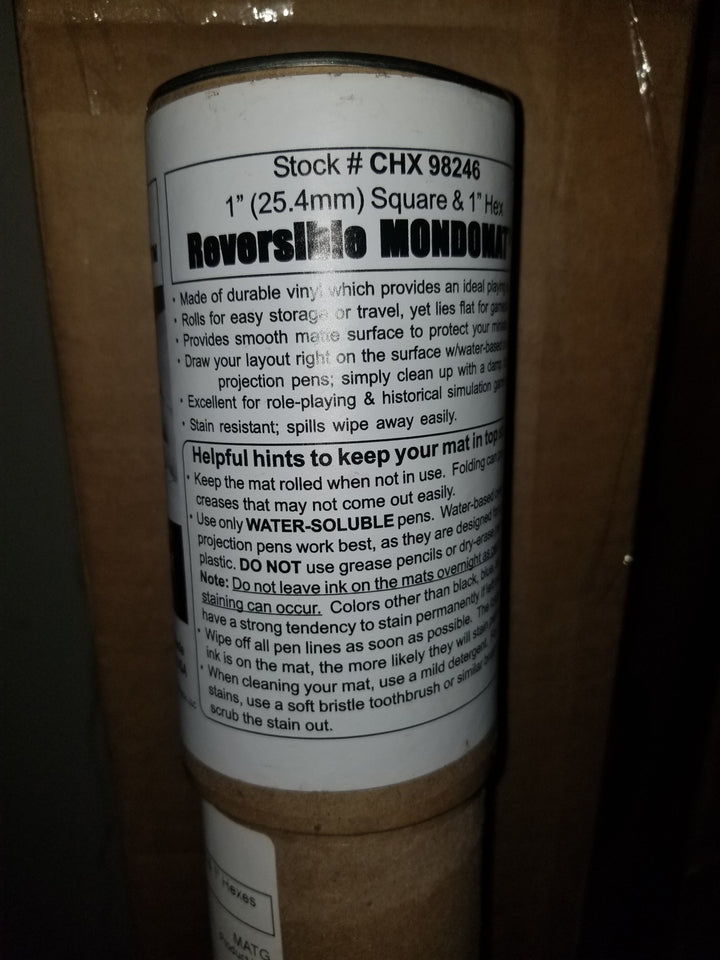 Stock # CHX 98246
1” (25.4mm) Square & 1” Hex
Reversible MONDOMAT
• Made of durable vinyl which provides an ideal playing
• Rolls for easy storage or travel, yet lies flat for
• Provides smooth matte surface to protect your
• Draw your layout right on the surface w/water-based
projection pens; simply clean up with a damp
• Excellent for role-playing & historical simulation
• Stain resistant; spills wipe away easily.
Helpful hints to keep your mat in top
• Keep the mat rolled when not in use. Folding can
creases that may not come out easily.
• Use only WATER-SOLUBLE pens. Water-based
projection pens work best, as they are designed
plastic. DO NOT use grease pencils or dry-erase
Note: Do not leave ink on the mats overnight as
staining can occur. Colors other than black, blue,
have a strong tendency to stain permanently if
• Wipe off all pen lines as soon as possible. The
ink is on the mat, the more likely they will stain
• When cleaning your mat, use a mild detergent.
stains, use a soft bristle toothbrush or similar
scrub the stain out.
Hexes
MATG